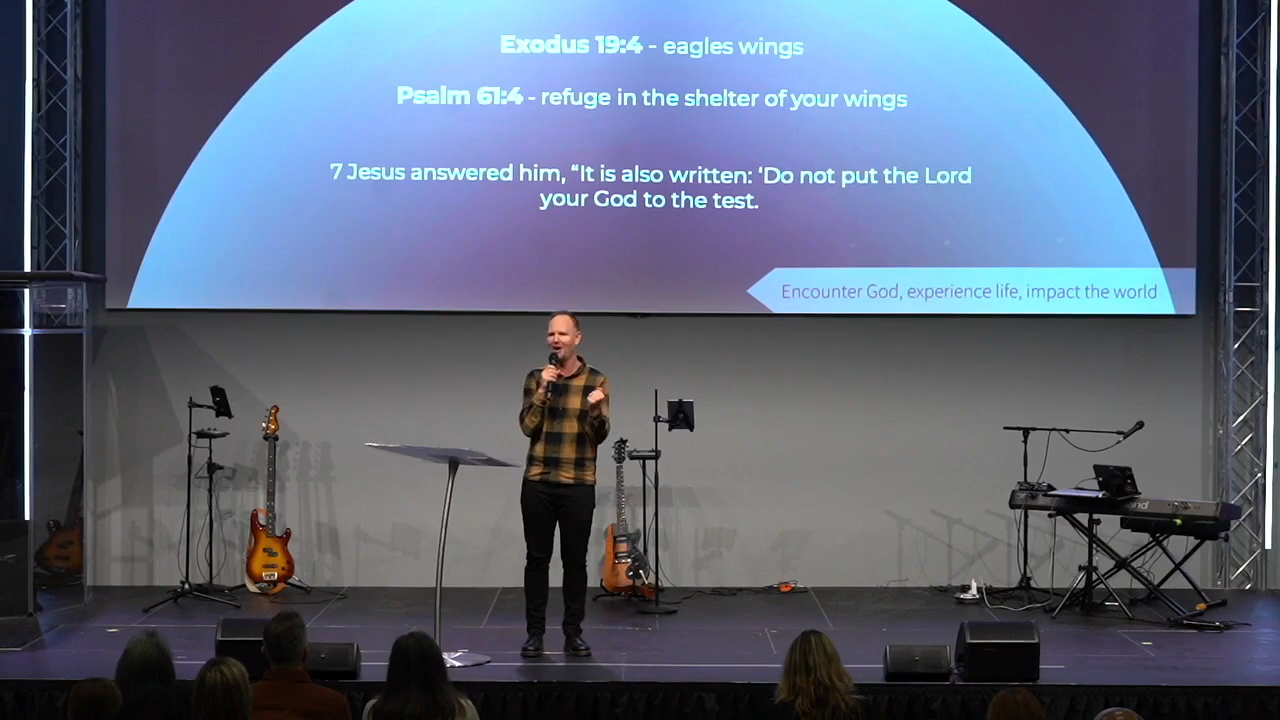 Exodus 19:4 - eagles wings
Psalm 61:4 - refuge in the shelter of your wings
7 Jesus answered him, “It is also written: ‘Do not put the Lord
your God to the test.
Encounter God, experience life, impact the world